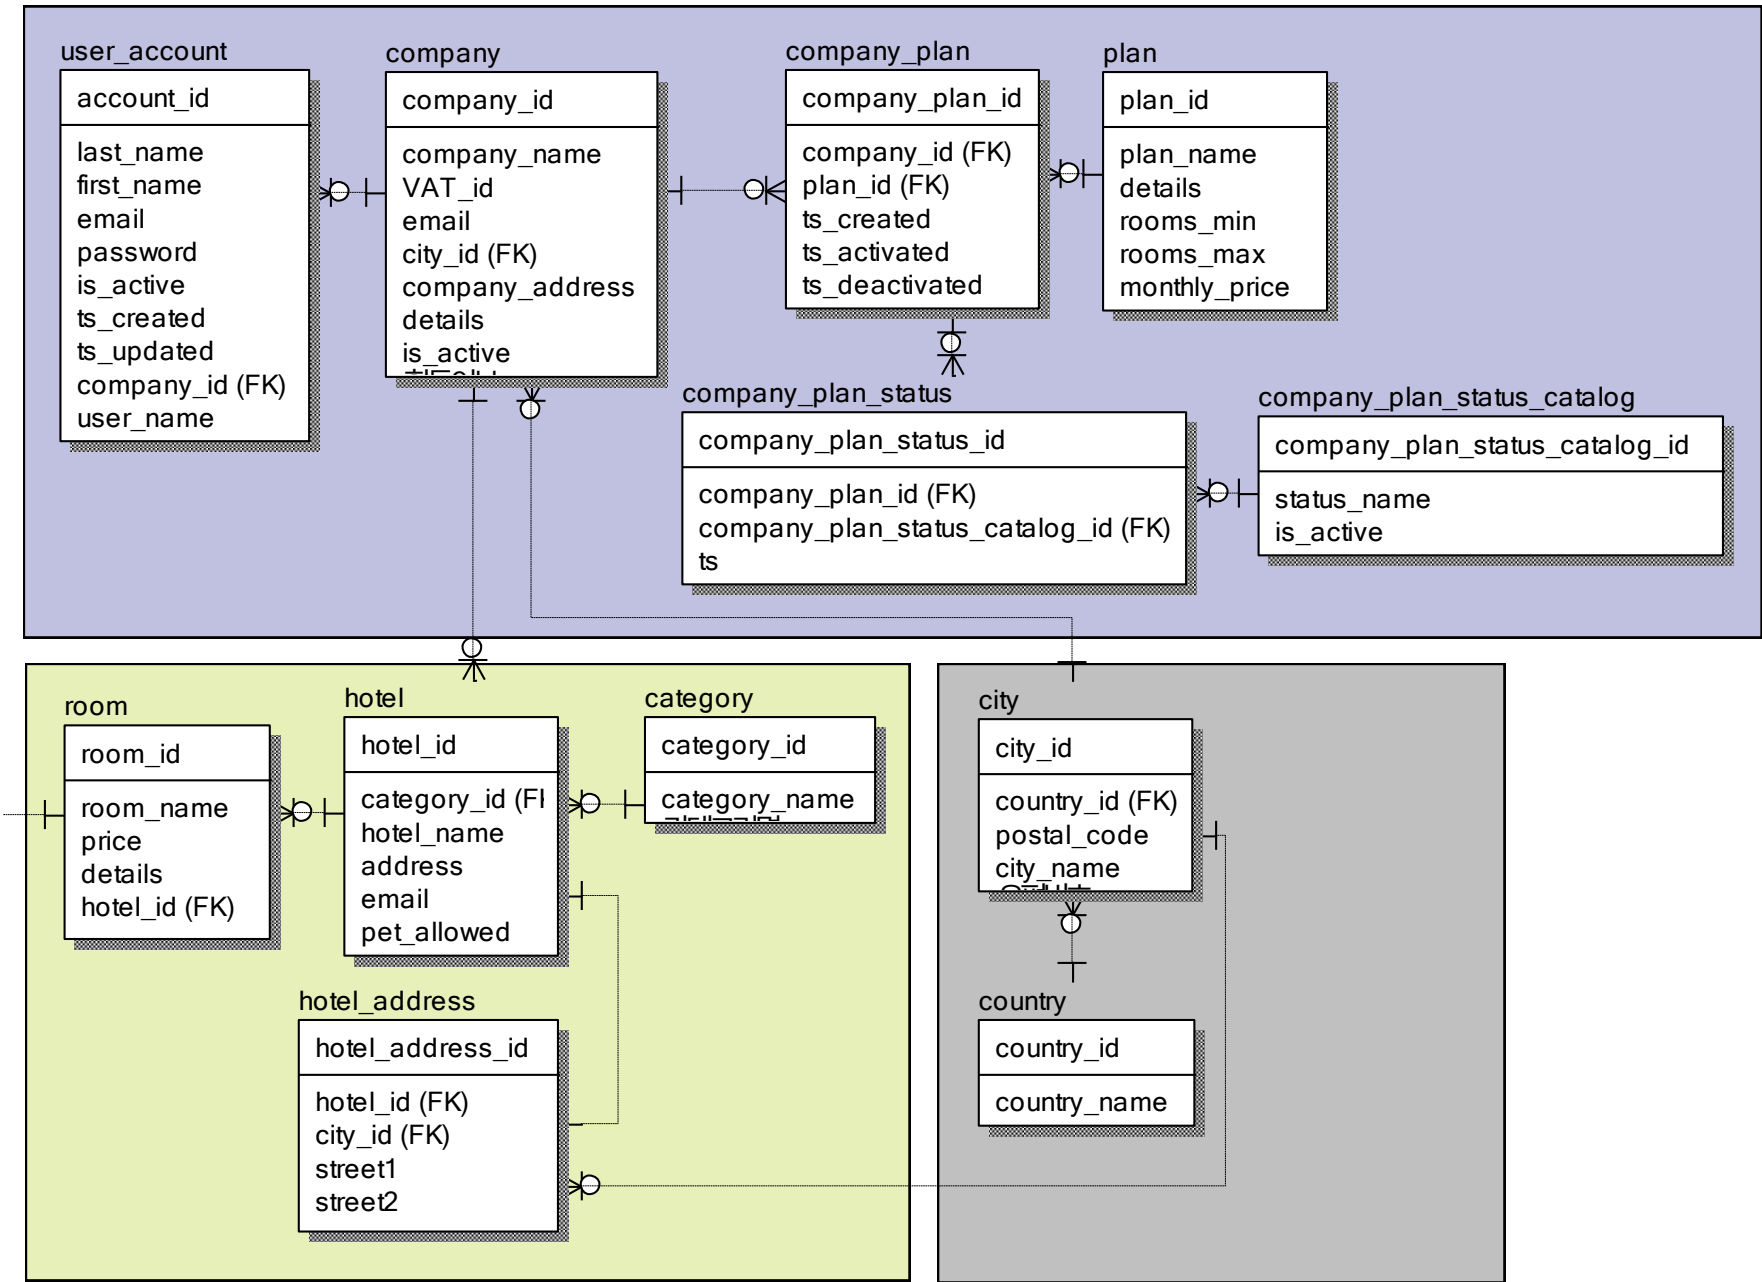 user_account
account_id
last_name
first_name
email
password
is_active
ts_created
ts_updated
company_id (FK)
user_name
company
company_id
company_name
VAT_id
email
city_id (FK)
company_address
details
is_active
company_plan
company_plan_id
company_id (FK)
plan_id (FK)
ts_created
ts_activated
ts_deactivated
plan
plan_id
plan_name
details
rooms_min
rooms_max
monthly_price
company_plan_status
company_plan_status_id
company_plan_id (FK)
company_plan_status_catalog_id (FK)
ts
company_plan_status_catalog
company_plan_status_catalog_id
status_name
is_active
room
room_id
room_name
price
details
hotel_id (FK)
hotel
hotel_id
category_id
hotel_name
address
email
pet_allowed
category
category_id
category_name
hotel_address
hotel_address_id
hotel_id (FK)
city_id (FK)
street1
street2
city
city_id
country_id (FK)
postal_code
city_name
country
country_id
country_name